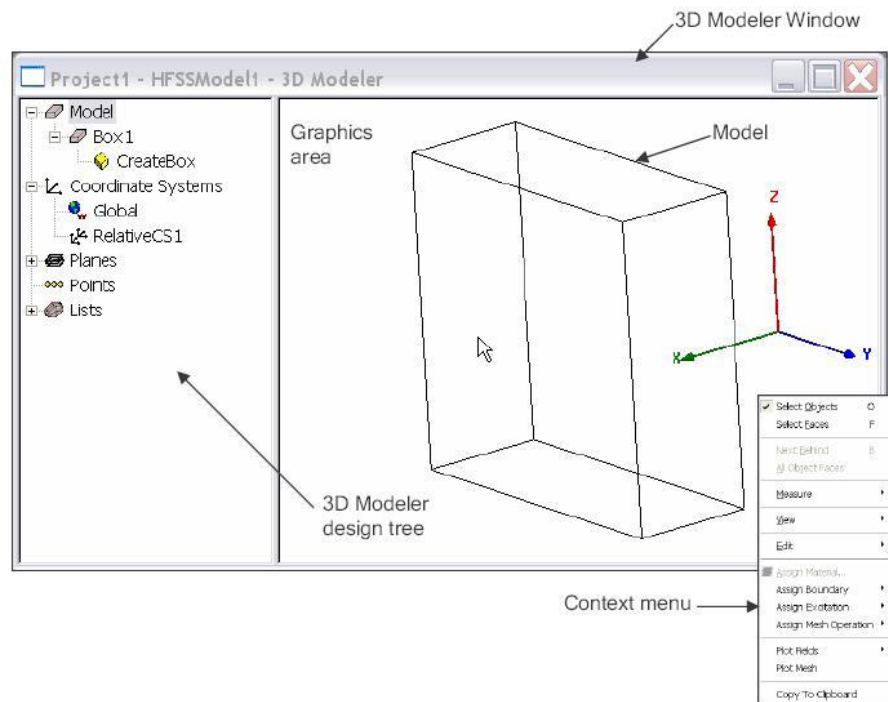 3D Modeler Window
Project1 - HFSSModel1 - 3D Modeler
Model
Box1
CreateBox
Coordinate Systems
Global
RelativeCS1
Planes
Points
Lists
Graphics
area
Model
Z
X
Y
3D Modeler
design tree
Context menu
Select Objects O
Select Faces F
Next Behind B
All Object Faces
Measure
View
Edit
Assign Material...
Assign Boundary
Assign Excitation
Assign Mesh Operation
Plot Fields
Plot Mesh
Copy To Clipboard